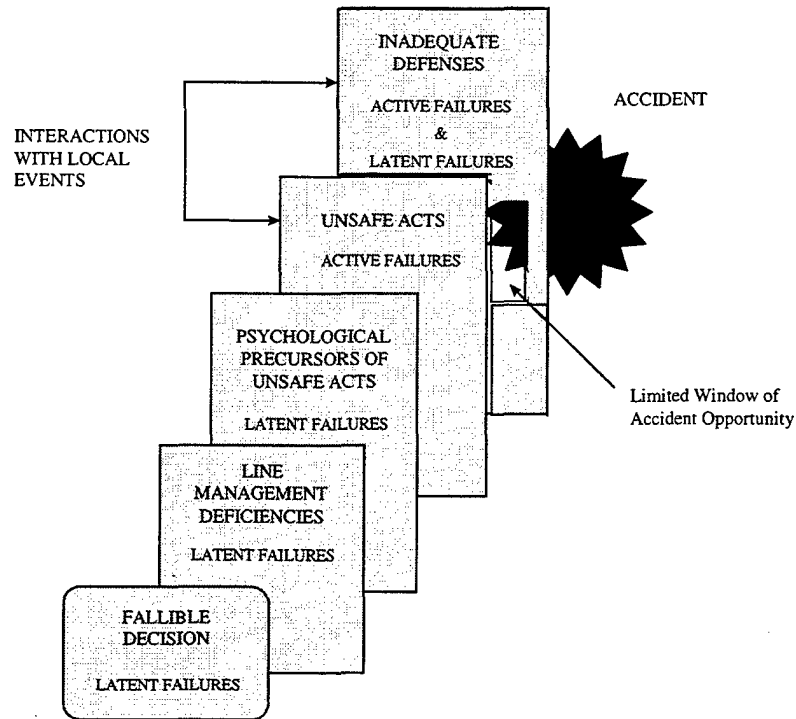 INADEQUATE
DEFENSES
ACTIVE FAILURES
&
LATENT FAILURES
ACCIDENT
INTERACTIONS
WITH LOCAL
EVENTS
UNSAFE ACTS
ACTIVE FAILURES
PSYCHOLOGICAL
PRECURSORS OF
UNSAFE ACTS
LATENT FAILURES
Limited Window of
Accident Opportunity
LINE
MANAGEMENT
DEFICIENCIES
LATENT FAILURES
FALLIBLE
DECISION
LATENT FAILURES